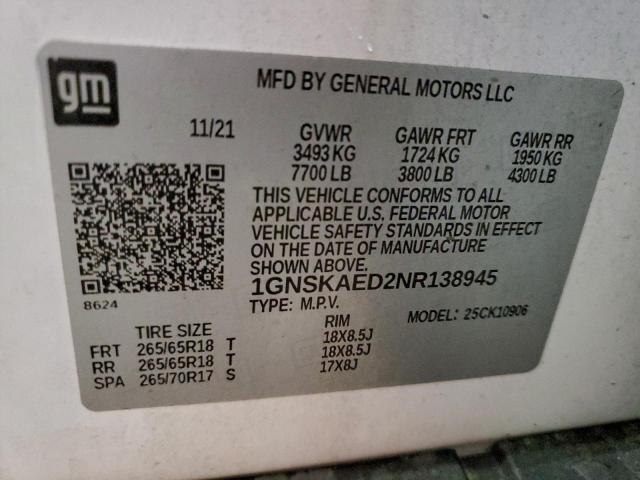 gm
MFD BY GENERAL MOTORS LLC
11/21 GVWR GAWR FRT GAWR RR
3493 KG 1724 KG 1950 KG
7700 LB 3800 LB 4300 LB
THIS VEHICLE CONFORMS TO ALL
APPLICABLE U.S. FEDERAL MOTOR
VEHICLE SAFETY STANDARDS IN EFFECT
ON THE DATE OF MANUFACTURE
SHOWN ABOVE.
1GNSKAED2NR138945
8624
TYPE: M.P.V. MODEL: 25CK10906
TIRE SIZE RIM
FRT 265/65R18 T 18X8.5J
RR 265/65R18 T 18X8.5J
SPA 265/70R17 S 17X8J